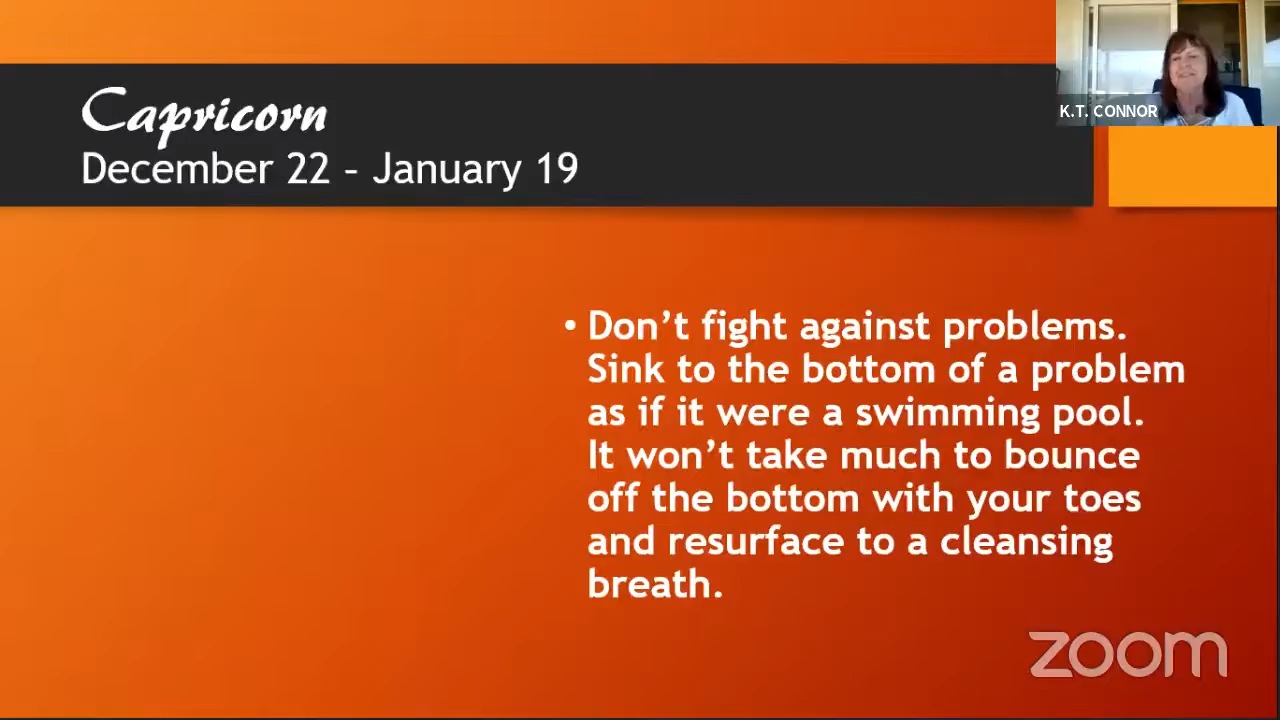 Capricorn
December 22 – January 19
K.T. CONNOR
• Don’t fight against problems.
Sink to the bottom of a problem
as if it were a swimming pool.
It won’t take much to bounce
off the bottom with your toes
and resurface to a cleansing
breath.
zoom